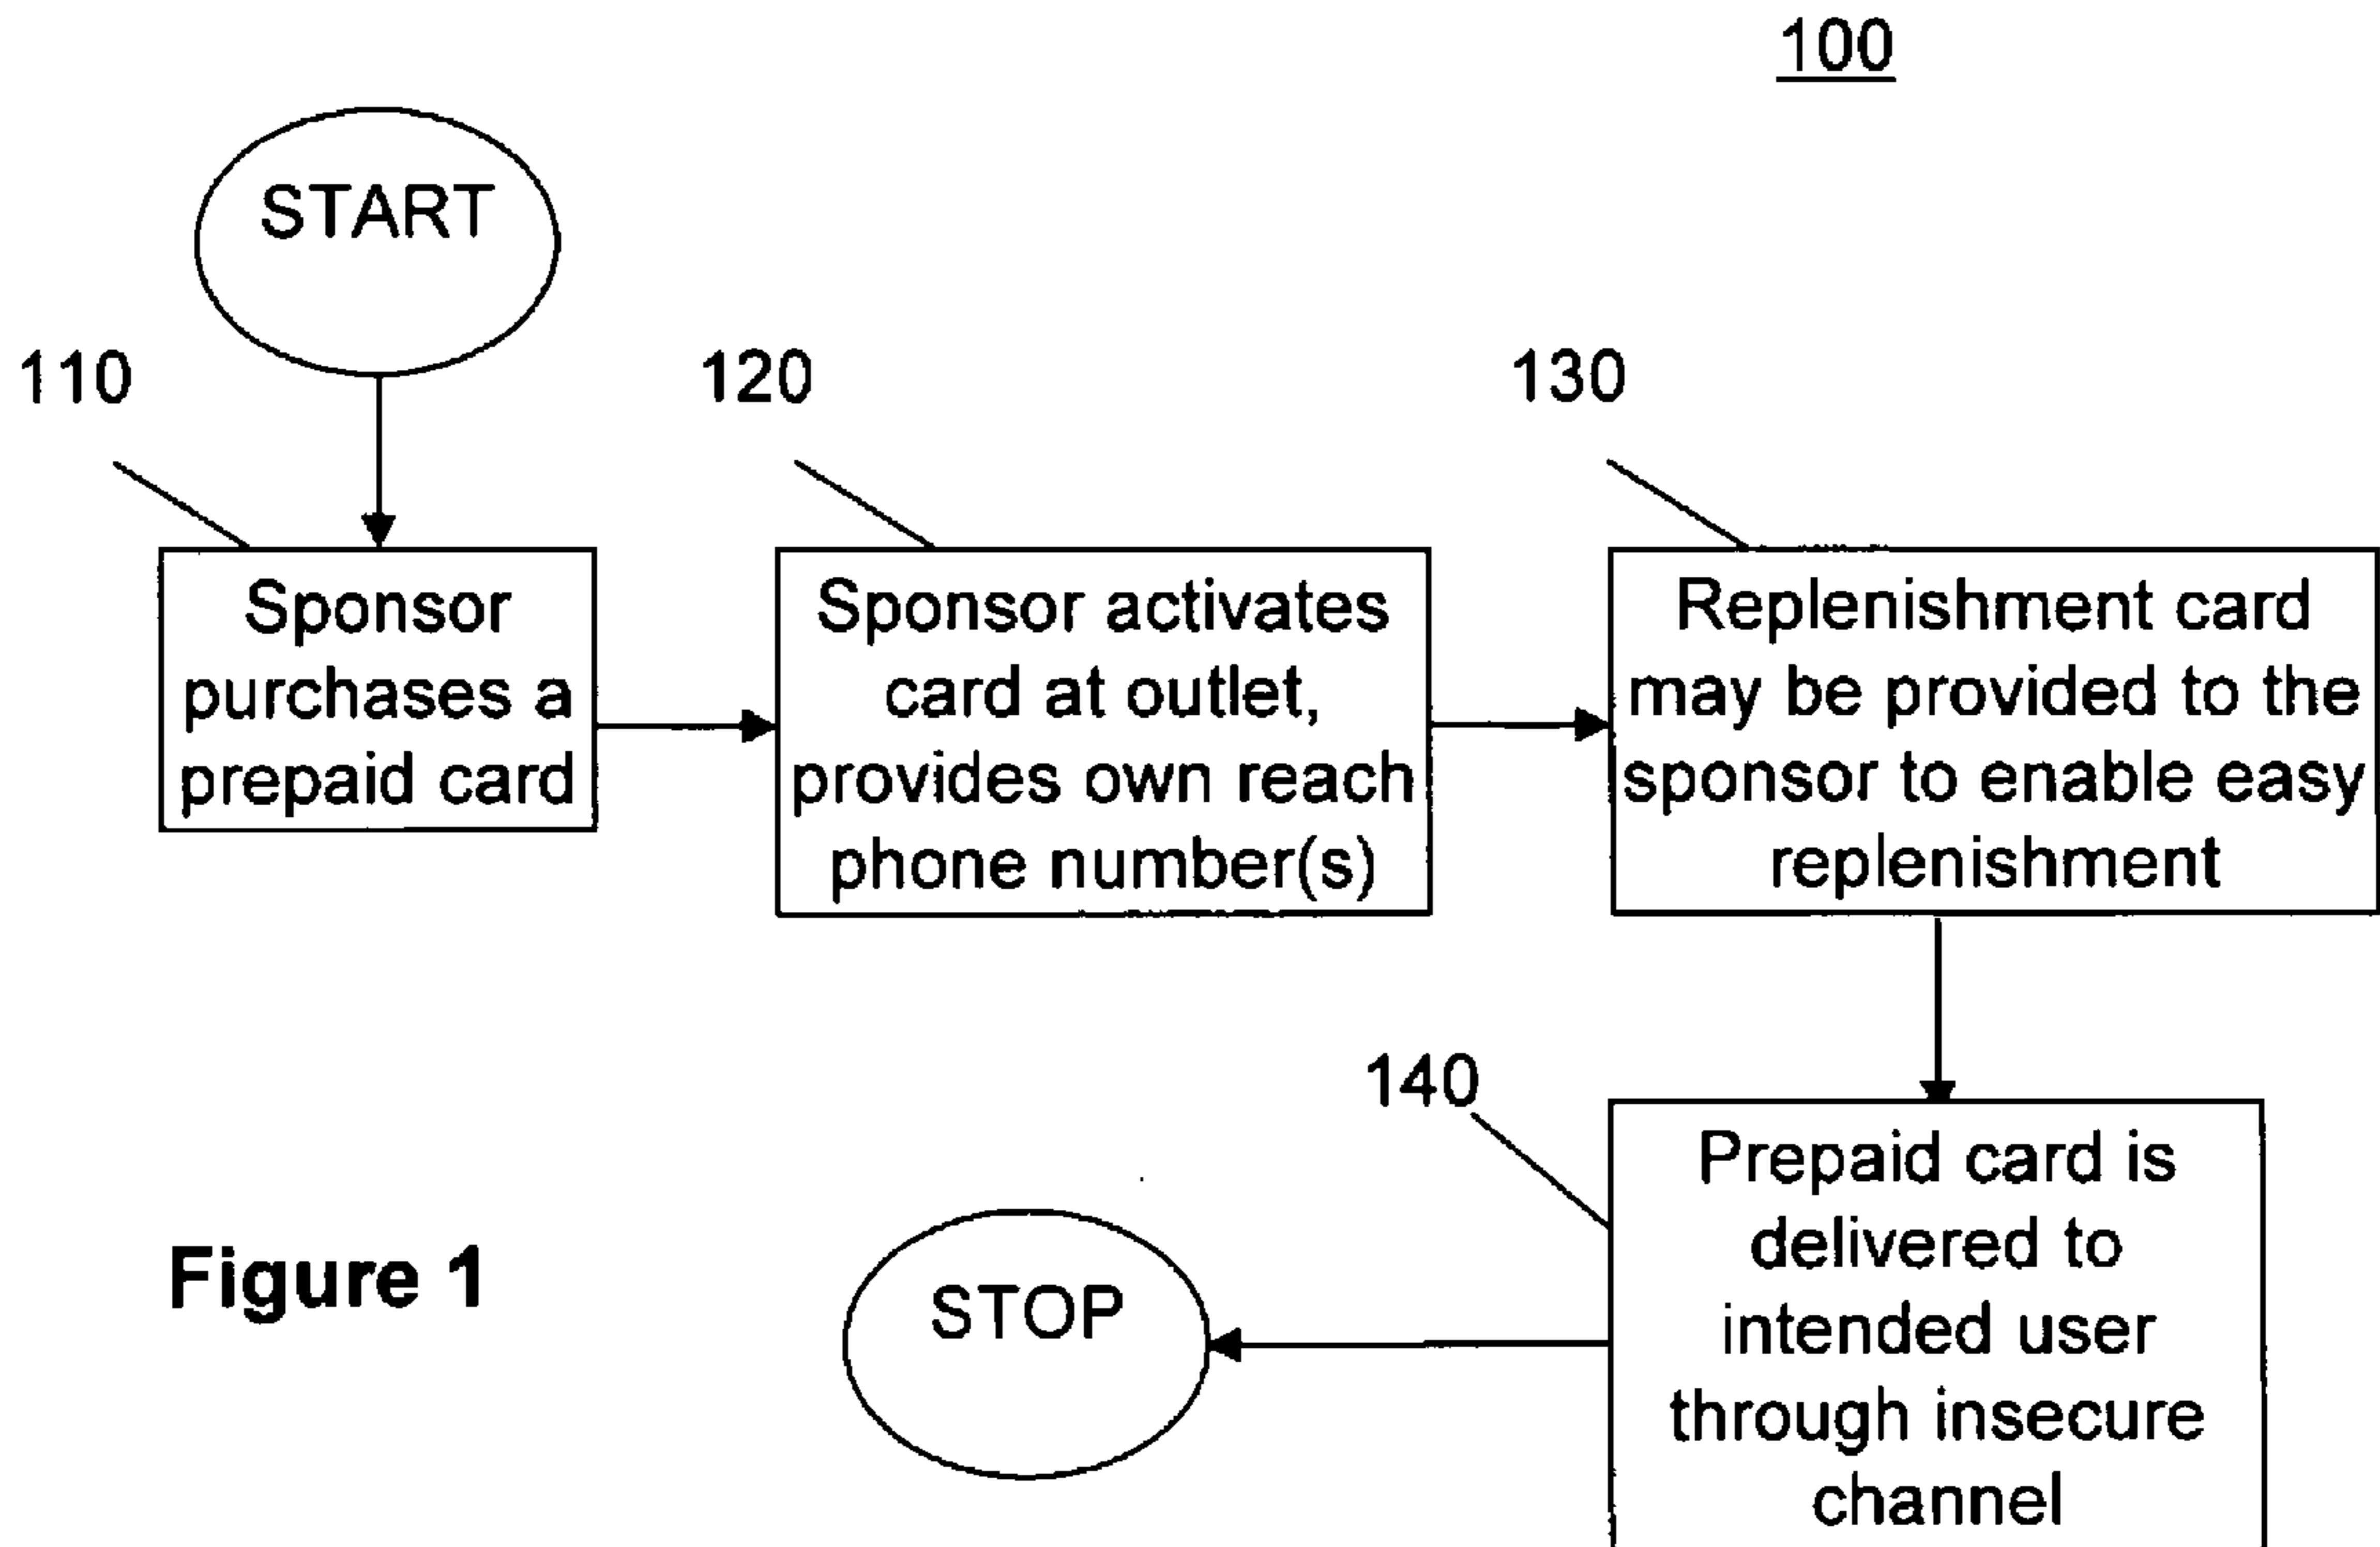 100
START
110
120
130
Sponsor
purchases a
prepaid card
Sponsor activates
card at outlet,
provides own reach
phone number(s)
Replenishment card
may be provided to the
sponsor to enable easy
replenishment
140
Prepaid card is
delivered to
intended user
through insecure
channel
STOP
Figure 1